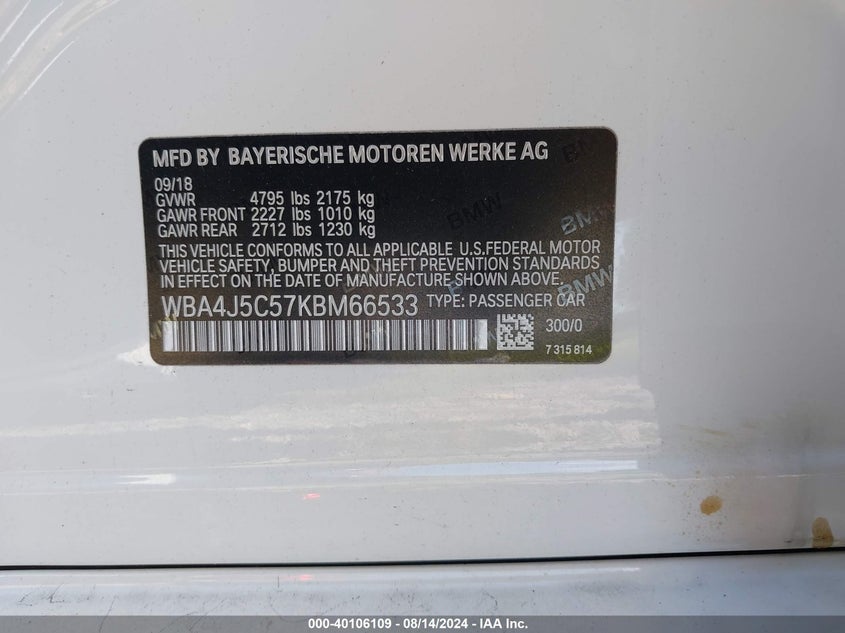 MFD BY BAYERISCHE MOTOREN WERKE AG
09/18
GVWR 4795 lbs 2175 kg
GAWR FRONT 2227 lbs 1010 kg
GAWR REAR 2712 lbs 1230 kg
THIS VEHICLE CONFORMS TO ALL APPLICABLE U.S.FEDERAL MOTOR
VEHICLE SAFETY, BUMPER AND THEFT PREVENTION STANDARDS
IN EFFECT ON THE DATE OF MANUFACTURE SHOWN ABOVE.
WBA4J5C57KBM66533 TYPE: PASSENGER CAR
300/0
7 315 814
BMW
BMW
BMW
000-40106109 - 08/14/2024 - IAA Inc.